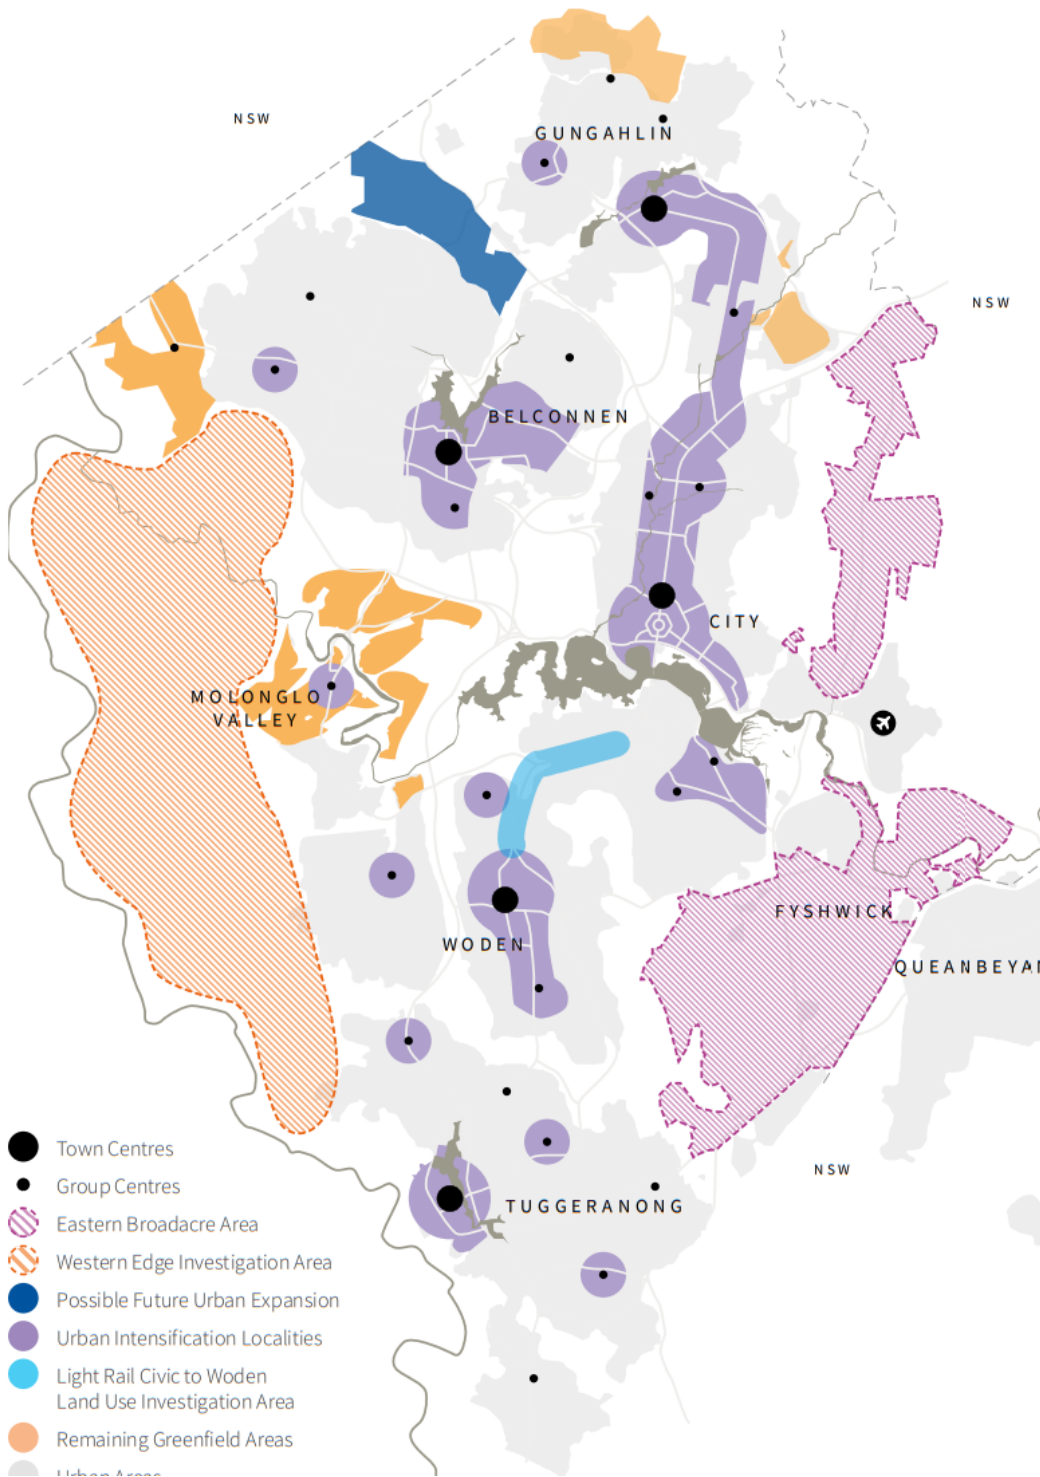 NSW
GUNGAHLIN
NSW
BELCONNEN
CITY
MOLONGLO
VALLEY
FYSHWICK
WODEN
QUEANBEYAN
NSW
TUGGERANONG
Town Centres
Group Centres
Eastern Broadacre Area
Western Edge Investigation Area
Possible Future Urban Expansion
Urban Intensification Localities
Light Rail Civic to Woden
Land Use Investigation Area
Remaining Greenfield Areas
Urban Areas